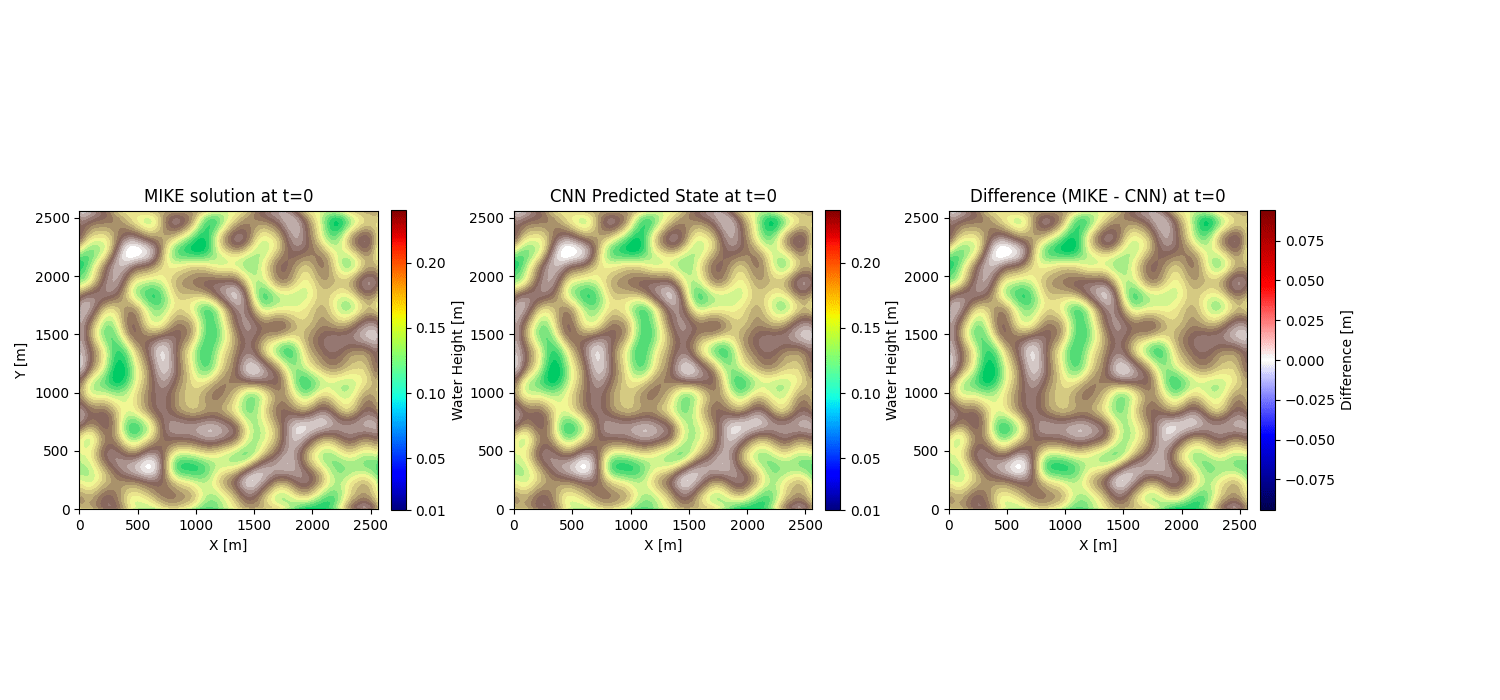 MIKE solution at t=0
CNN Predicted State at t=0
Difference (MIKE - CNN) at t=0
2500
2000
1500
1000
500
0
Y [m]
0 500 1000 1500 2000 2500
X [m]
0.20
0.15
0.10
0.05
0.01
Water Height [m]
2500
2000
1500
1000
500
0
0 500 1000 1500 2000 2500
X [m]
0.20
0.15
0.10
0.05
0.01
Water Height [m]
2500
2000
1500
1000
500
0
0 500 1000 1500 2000 2500
X [m]
0.075
0.050
0.025
0.000
−0.025
−0.050
−0.075
Difference [m]